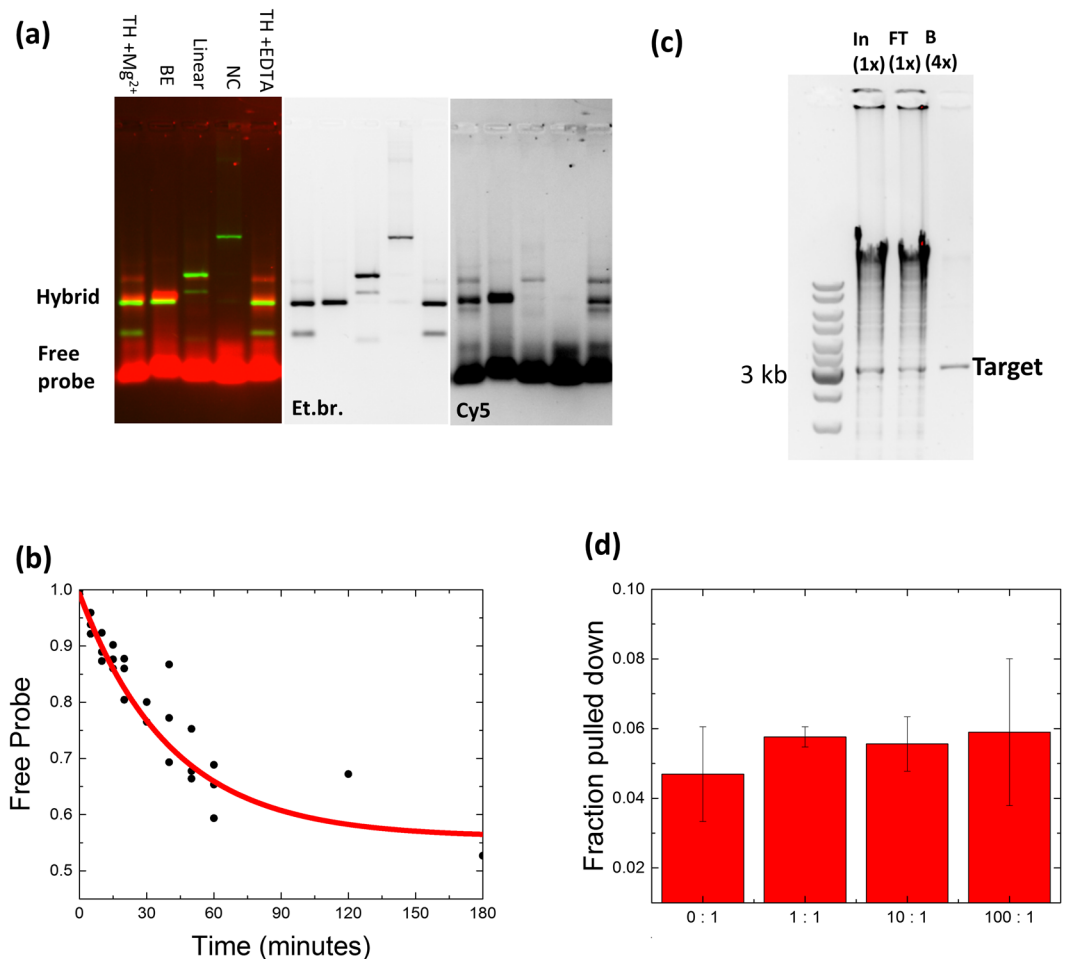 (a)
TH +Mg²⁺
BE
Linear
NC
TH +EDTA
Hybrid
Free
probe
Et.br.
Cy5
(c)
In FT B
(1x) (1x) (4x)
3 kb
Target
(b)
1.0
0.9
0.8
0.7
0.6
0.5
Free Probe
0 30 60 90 120 150 180
Time (minutes)
(d)
0.10
0.08
0.06
0.04
0.02
Fraction pulled down
0 : 1 1 : 1 10 : 1 100 : 1